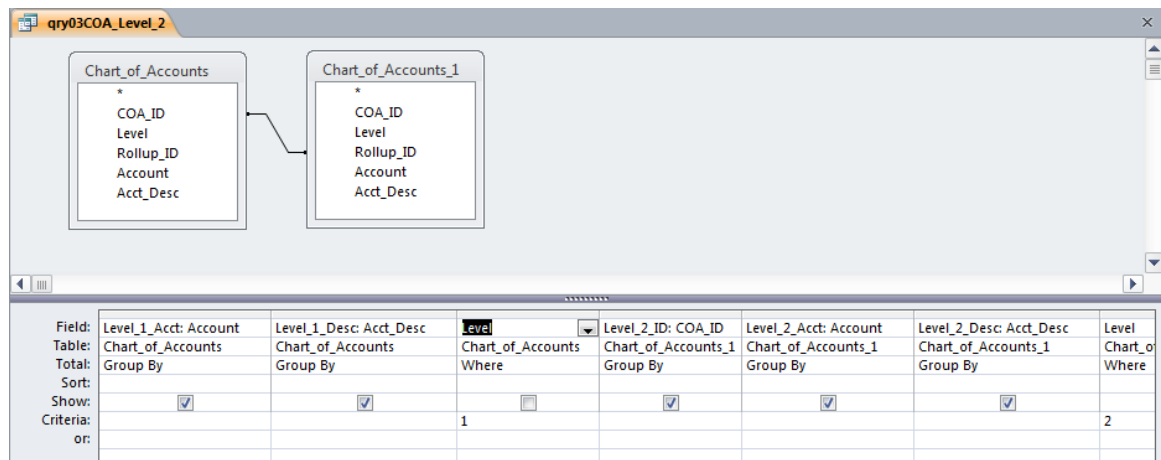 qry03COA_Level_2
Chart_of_Accounts
*
COA_ID
Level
Rollup_ID
Account
Acct_Desc
Chart_of_Accounts_1
*
COA_ID
Level
Rollup_ID
Account
Acct_Desc
Field: Level_1_Acct: Account Level_1_Desc: Acct_Desc Level Level_2_ID: COA_ID Level_2_Acct: Account Level_2_Desc: Acct_Desc Level
Table: Chart_of_Accounts Chart_of_Accounts Chart_of_Accounts Chart_of_Accounts_1 Chart_of_Accounts_1 Chart_of_Accounts_1 Chart_o
Total: Group By Group By Where Group By Group By Group By Where
Sort:
Show:
Criteria: 1 2
or: